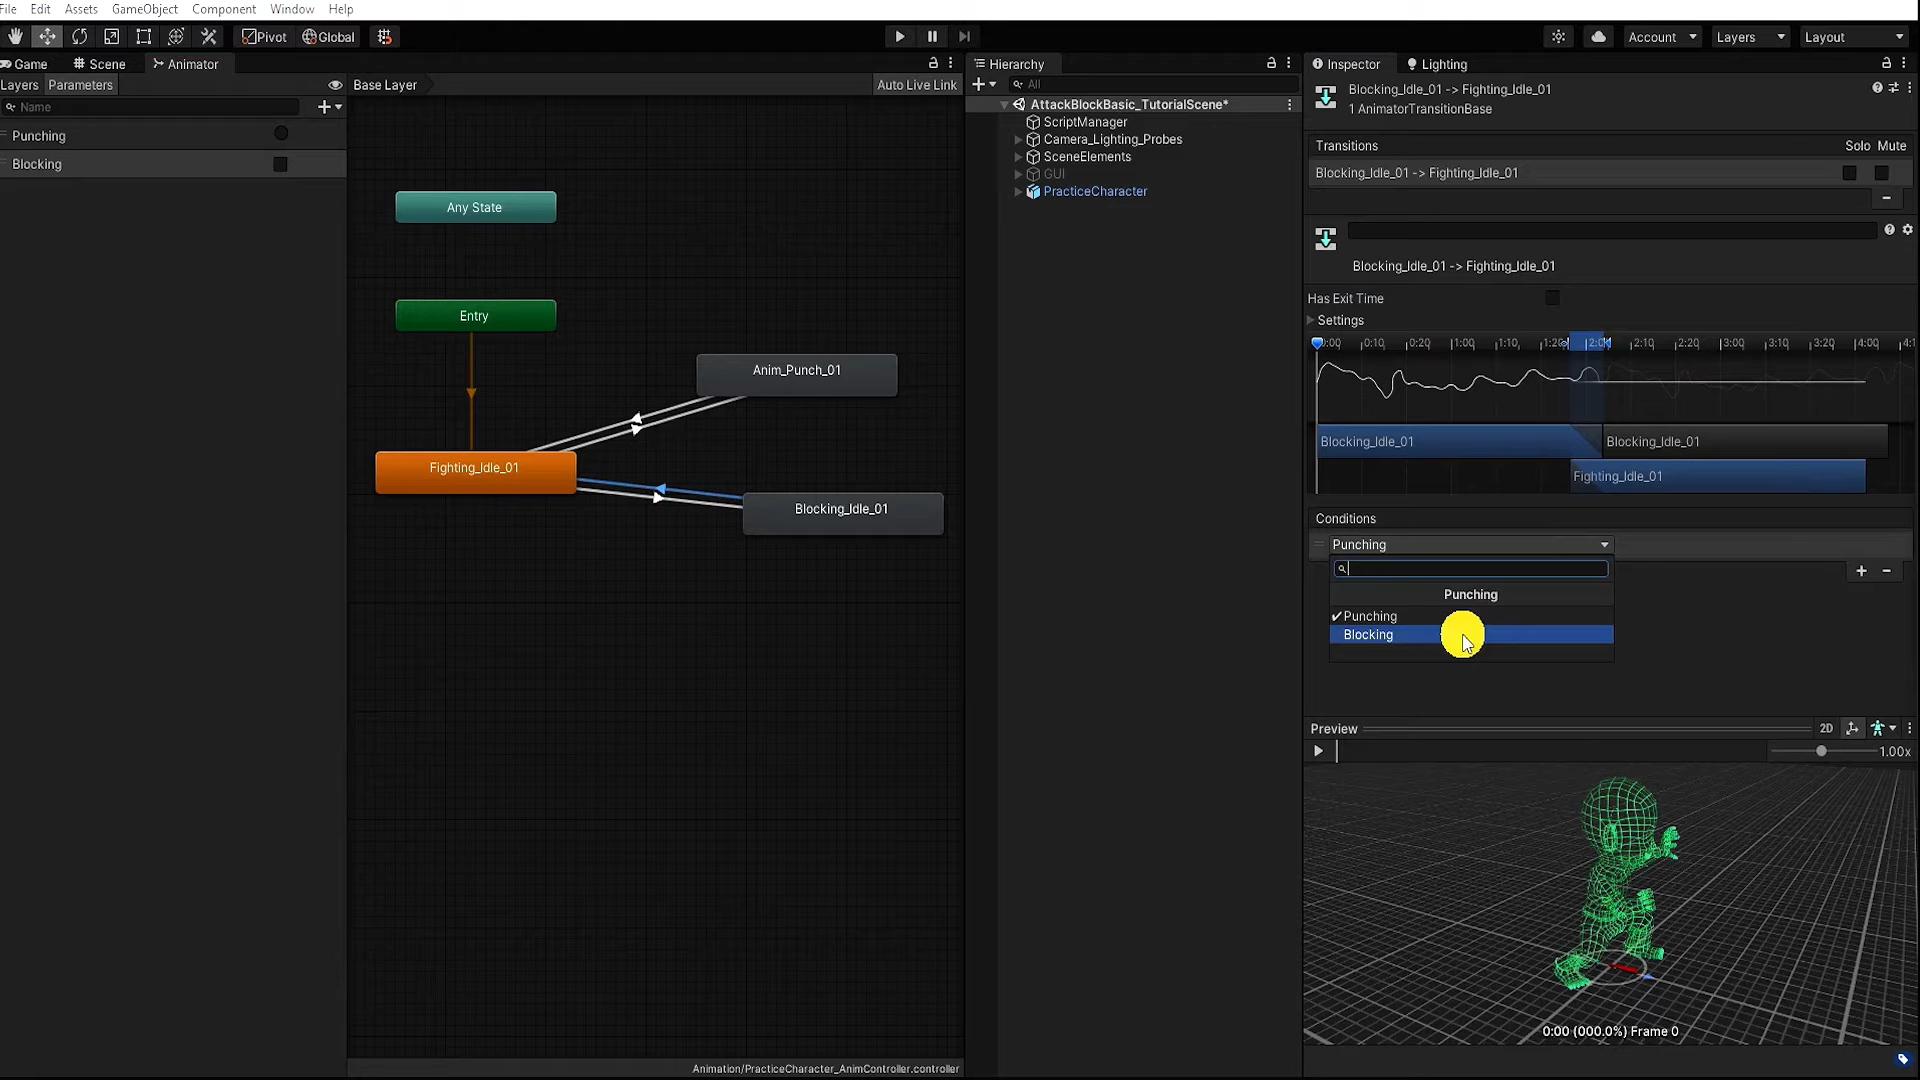 File Edit Assets GameObject Component Window Help
Pivot Global Account Layers Layout
Game Scene Animator
Layers Parameters
Name
Punching
Blocking
Base Layer Auto Live Link
Any State
Entry
Anim_Punch_01
Fighting_Idle_01
Blocking_Idle_01
Animation/PracticeCharacter_AnimController.controller
Hierarchy
All
AttackBlockBasic_TutorialScene*
ScriptManager
Camera_Lighting_Probes
SceneElements
GUI
PracticeCharacter
Inspector Lighting
Blocking_Idle_01 -> Fighting_Idle_01
1 AnimatorTransitionBase
Transitions Solo Mute
Blocking_Idle_01 -> Fighting_Idle_01
Blocking_Idle_01 -> Fighting_Idle_01
Has Exit Time
Settings
0:10 0:20 1:00 1:10 2:10 2:20 3:00 3:10 3:20 4:00
Blocking_Idle_01 Blocking_Idle_01
Fighting_Idle_01
Conditions
Punching
Punching
Punching
Blocking
Preview 2D
1.00x
0:00 (000.0%) Frame 0